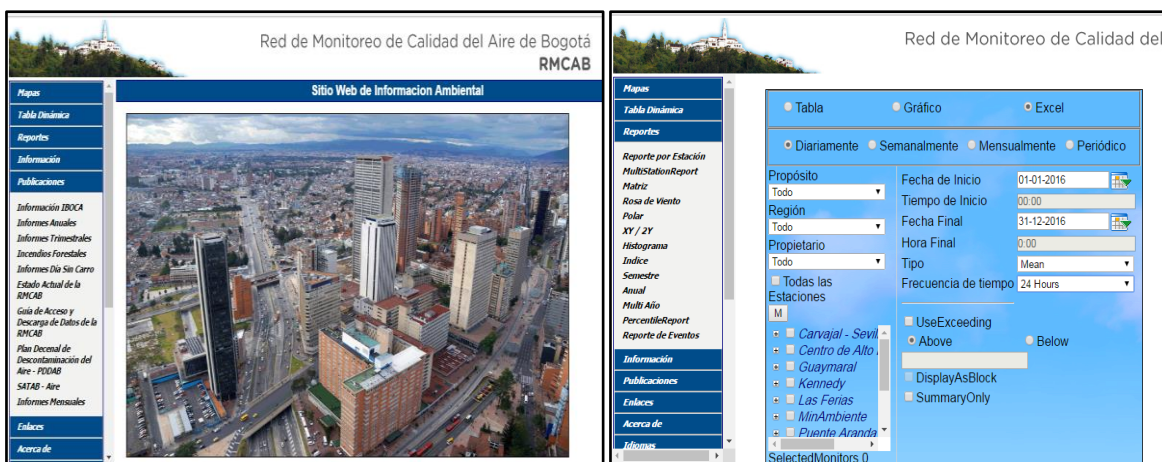 Red de Monitoreo de Calidad del Aire de Bogotá
RMCAB
Sitio Web de Informacion Ambiental
Mapas
Tabla Dinámica
Reportes
Información
Publicaciones
Información IBOCA
Informes Anuales
Informes Trimestrales
Incendios Forestales
Informes Día Sin Carro
Estado Actual de la
RMCAB
Guía de Acceso y
Descarga de Datos de la
RMCAB
Plan Decenal de
Descontaminación del
Aire - PDDAB
SATAB - Aire
Informes Mensuales
Enlaces
Acerca de
Red de Monitoreo de Calidad del
Mapas
Tabla Dinámica
Reportes
Reporte por Estación
MultiStationReport
Matriz
Rosa de Viento
Polar
XY / 2Y
Histograma
Indice
Semestre
Anual
Multi Año
PercentileReport
Reporte de Eventos
Información
Publicaciones
Enlaces
Acerca de
Idiomas
Tabla Gráfico Excel
Diariamente Semanalmente Mensualmente Periódico
Propósito
Todo
Región
Todo
Propietario
Todo
Todas las
Estaciones
M
Carvajal - Sevil
Centro de Alto
Guaymaral
Kennedy
Las Ferias
MinAmbiente
Puente Aranda
SelectedMonitors 0
Fecha de Inicio 01-01-2016
Tiempo de Inicio 00:00
Fecha Final 31-12-2016
Hora Final 0:00
Tipo Mean
Frecuencia de tiempo 24 Hours
UseExceeding
Above Below
DisplayAsBlock
SummaryOnly